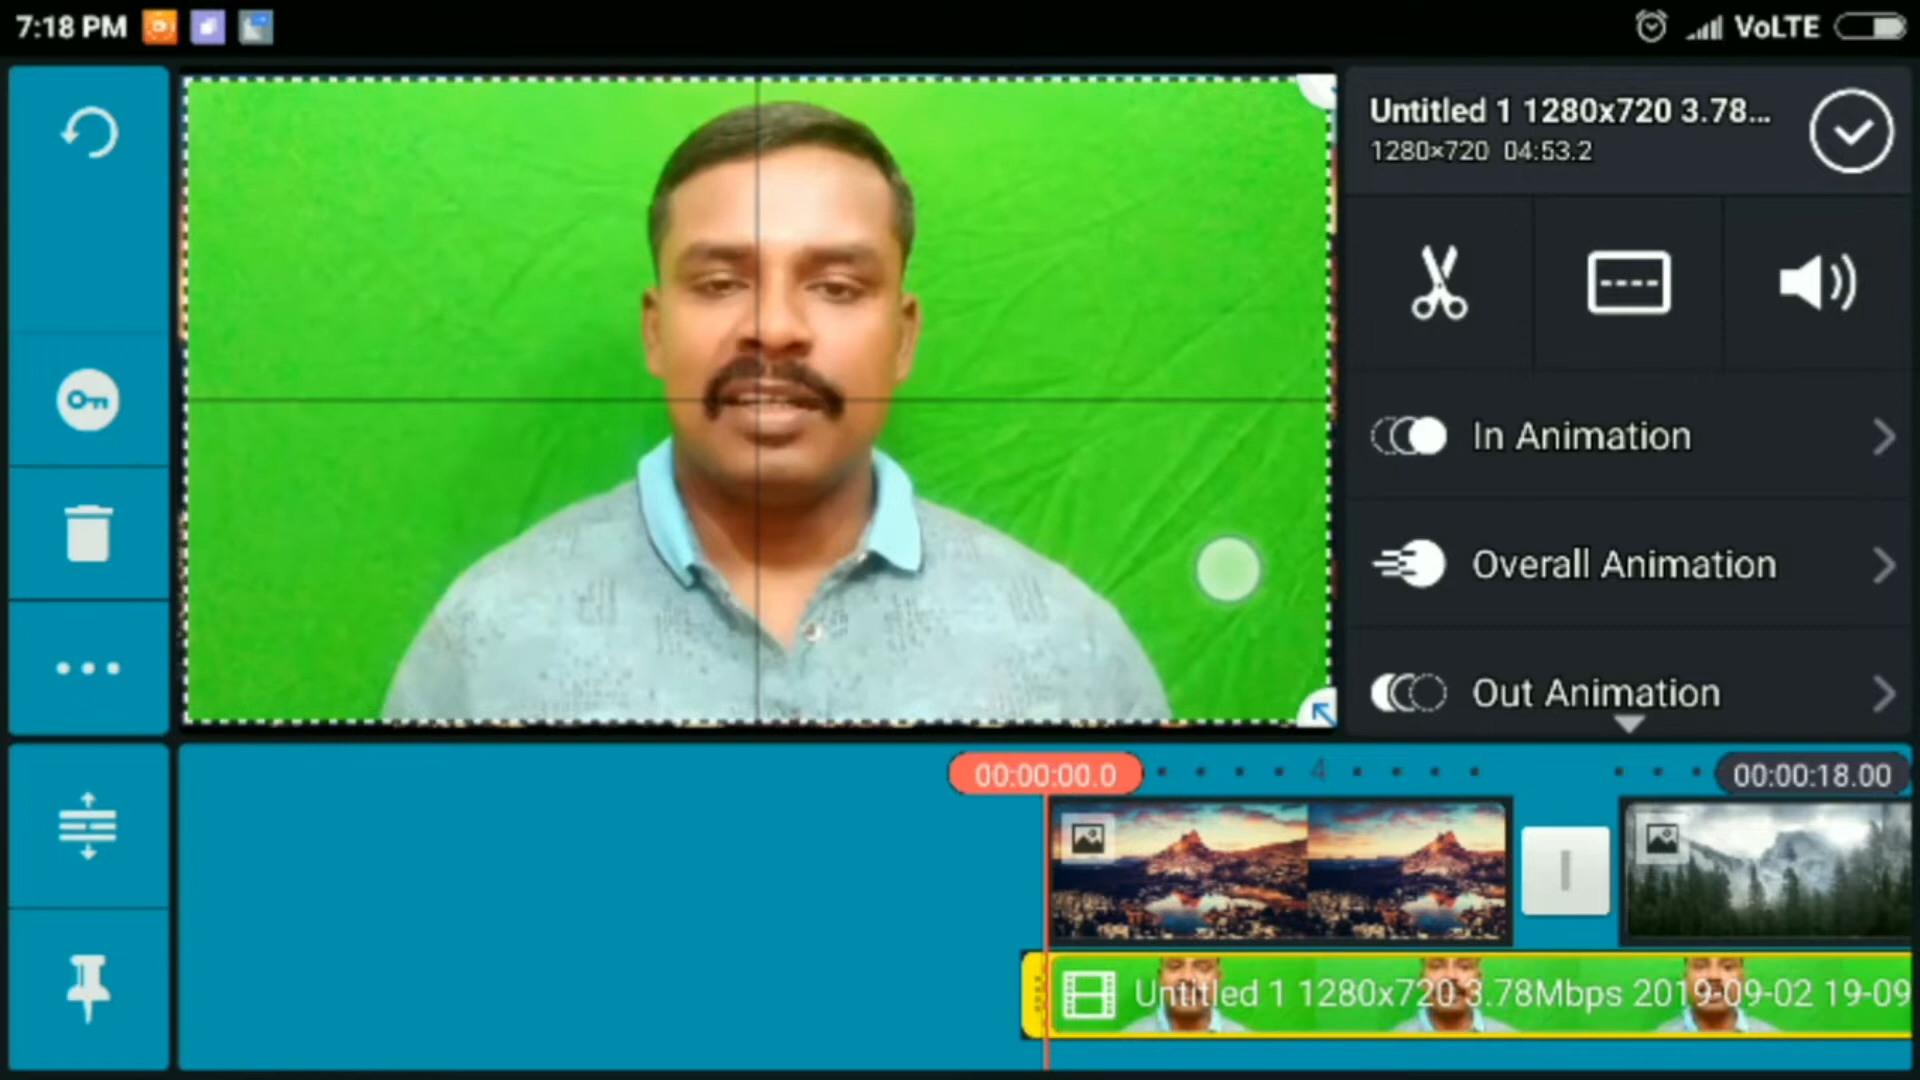 7:18 PM
VoLTE
Untitled 1 1280x720 3.78...
1280×720 04:53.2
In Animation
Overall Animation
Out Animation
00:00:00.0
4
00:00:18.00
Untitled 1 1280x720 3.78Mbps 2019-09-02 19-09